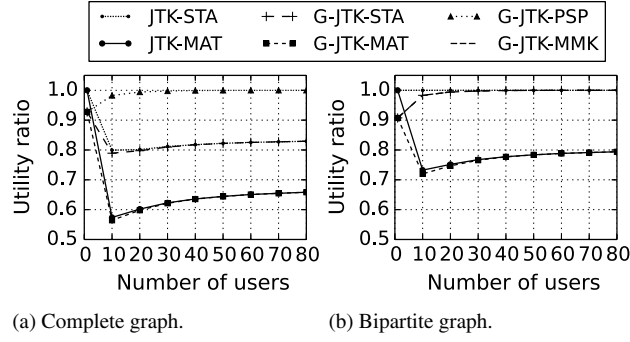 JTK-STA G-JTK-STA G-JTK-PSP
JTK-MAT G-JTK-MAT G-JTK-MMK
Utility ratio
1.0
0.9
0.8
0.7
0.6
0.5
0 10 20 30 40 50 60 70 80
Number of users
(a) Complete graph.
Utility ratio
1.0
0.9
0.8
0.7
0.6
0.5
0 10 20 30 40 50 60 70 80
Number of users
(b) Bipartite graph.